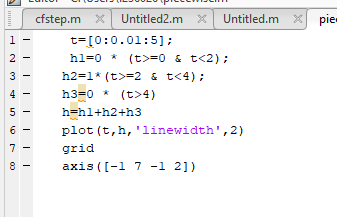 cfstep.m × Untitled2.m × Untitled.m ×
1 - t=[0:0.01:5];
2 - h1=0 * (t>=0 & t<2);
3 - h2=1*(t>=2 & t<4);
4 - h3=0 * (t>4)
5 - h=h1+h2+h3
6 - plot(t,h,'linewidth',2)
7 - grid
8 - axis([-1 7 -1 2])